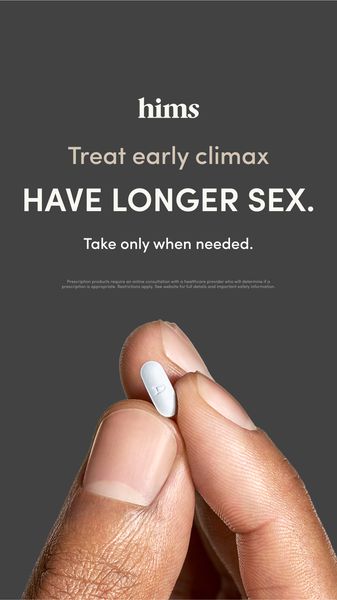 hims
Treat early climax
HAVE LONGER SEX.
Take only when needed.
Prescription products require an online consultation with a healthcare provider who will determine if a
prescription is appropriate. Restrictions apply. See website for full details and important safety information.